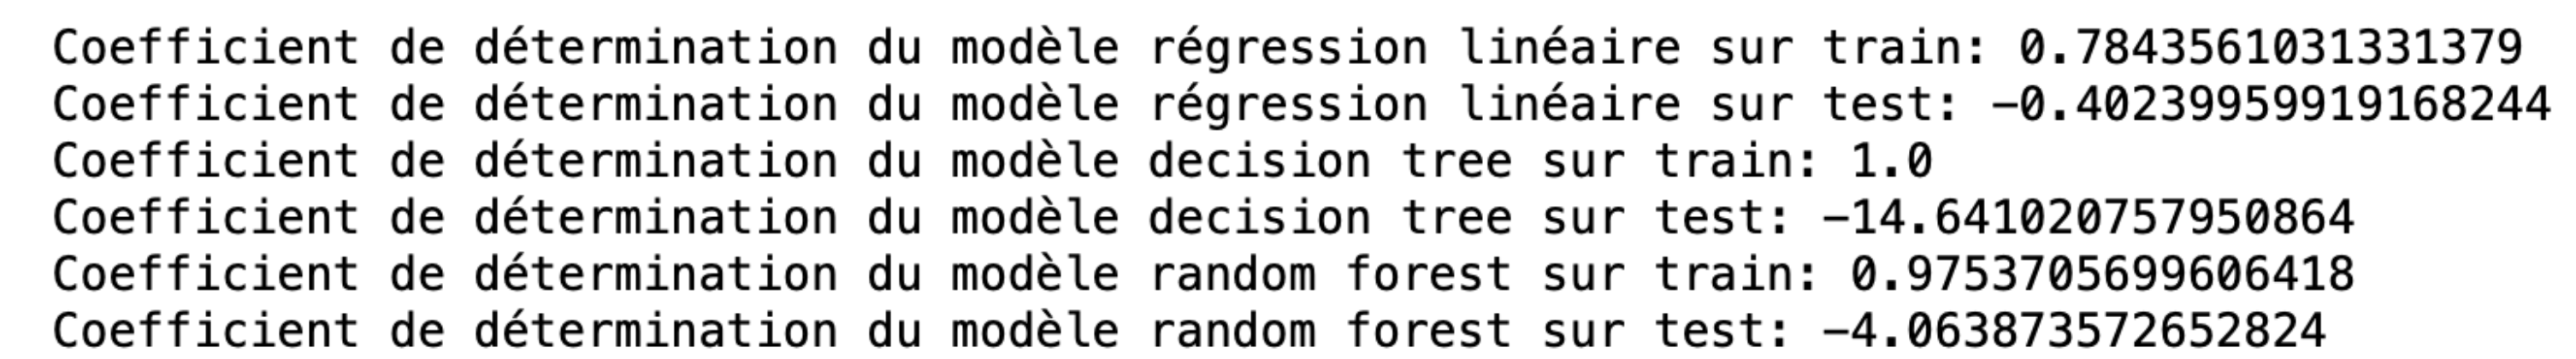 Coefficient de détermination du modèle régression linéaire sur train: 0.7843561031331379
Coefficient de détermination du modèle régression linéaire sur test: −0.40239959919168244
Coefficient de détermination du modèle decision tree sur train: 1.0
Coefficient de détermination du modèle decision tree sur test: −14.641020757950864
Coefficient de détermination du modèle random forest sur train: 0.9753705699606418
Coefficient de détermination du modèle random forest sur test: −4.063873572652824